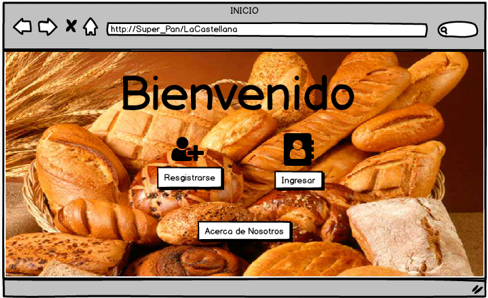 INICIO
http://Super_Pan/LaCastellana
Bienvenido
Resgistrarse
Ingresar
Acerca de Nosotros